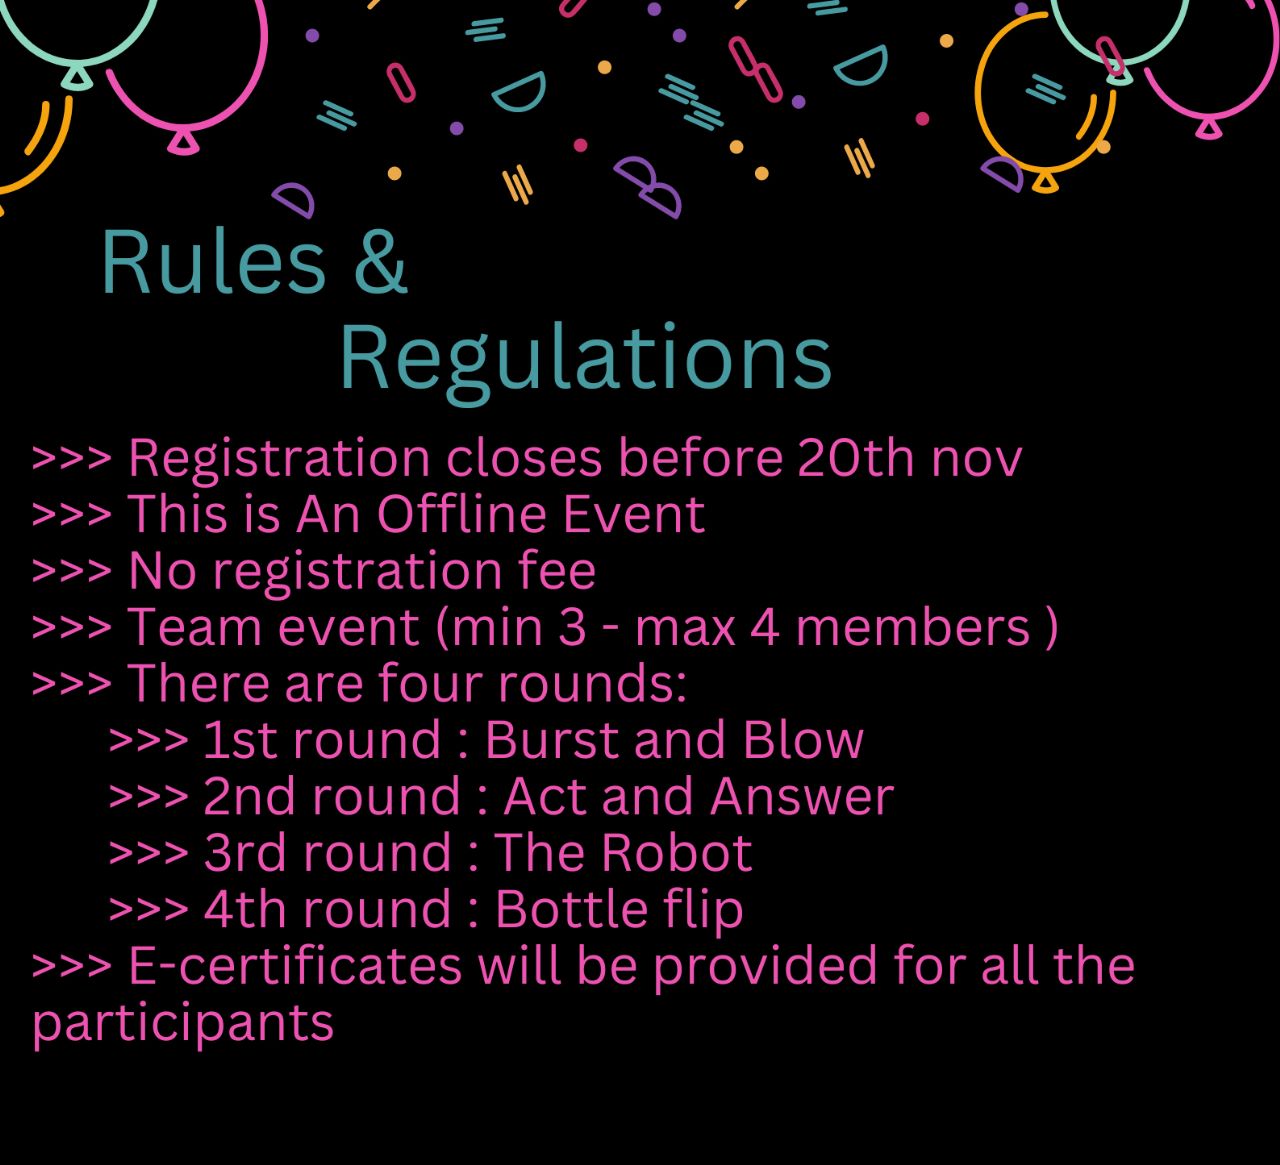 Rules &
Regulations
>>> Registration closes before 20th nov
>>> This is An Offline Event
>>> No registration fee
>>> Team event (min 3 - max 4 members )
>>> There are four rounds:
>>> 1st round : Burst and Blow
>>> 2nd round : Act and Answer
>>> 3rd round : The Robot
>>> 4th round : Bottle flip
>>> E-certificates will be provided for all the
participants